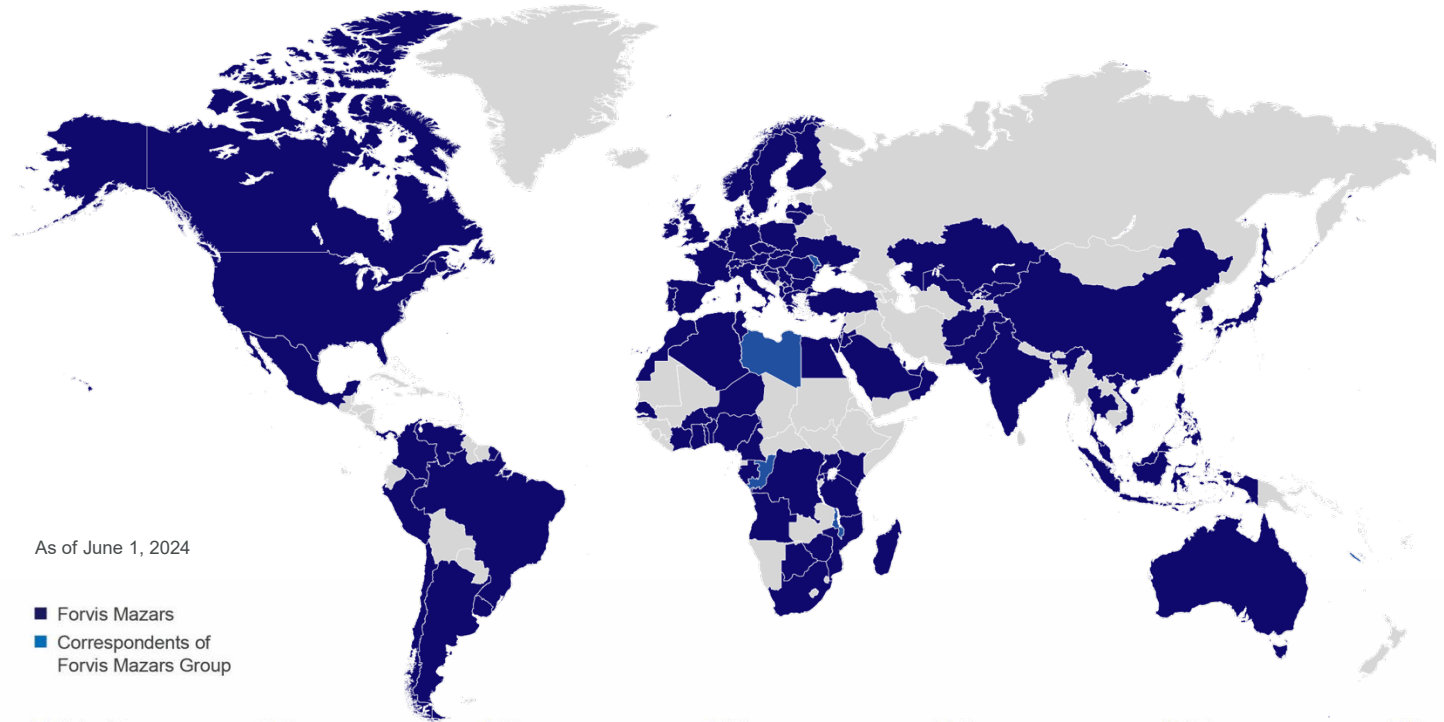 As of June 1, 2024
Forvis Mazars
Correspondents of
Forvis Mazars Group